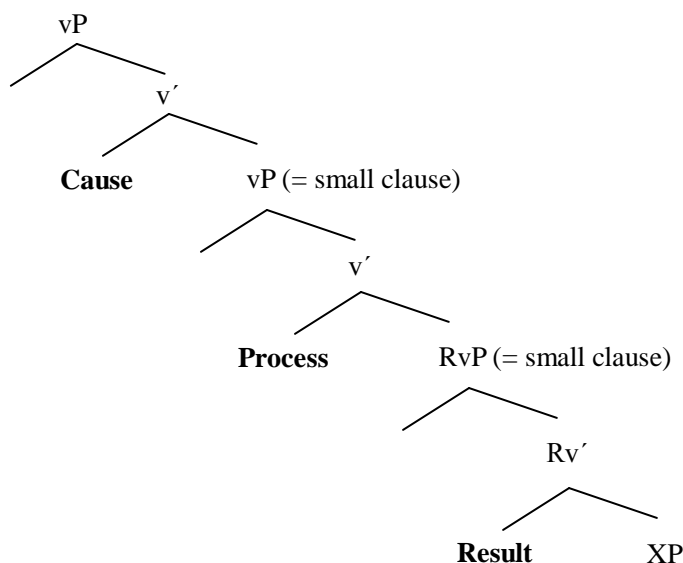 vP
v´
Cause vP (= small clause)
v´
Process RvP (= small clause)
Rv´
Result XP